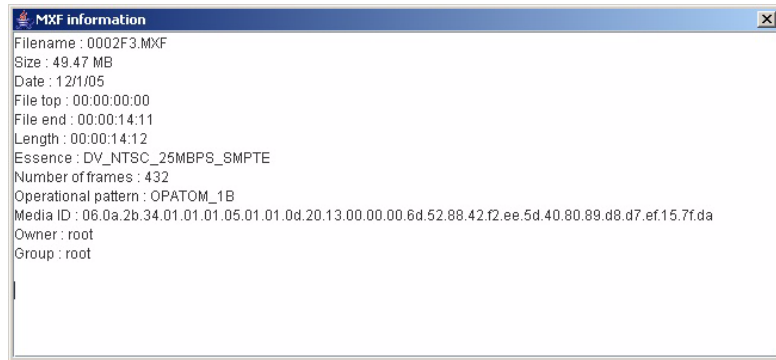 MXF information
Filename : 0002F3.MXF
Size : 49.47 MB
Date : 12/1/05
File top : 00:00:00:00
File end : 00:00:14:11
Length : 00:00:14:12
Essence : DV_NTSC_25MBPS_SMPTE
Number of frames : 432
Operational pattern : OPATOM_1B
Media ID : 06.0a.2b.34.01.01.01.05.01.01.0d.20.13.00.00.00.6d.52.88.42.f2.ee.5d.40.80.89.d8.d7.ef.15.7f.da
Owner : root
Group : root